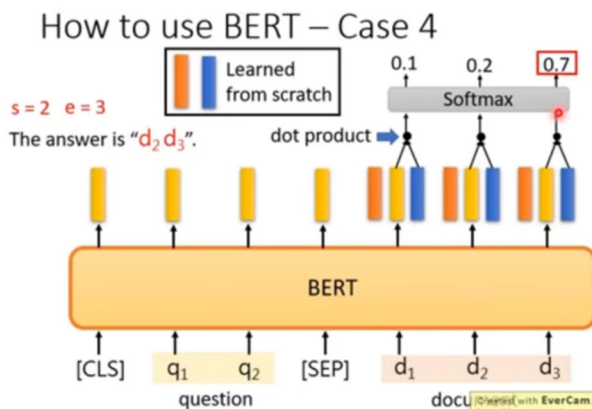 How to use BERT – Case 4
Learned
from scratch
s = 2 e = 3
The answer is "d2 d3".
dot product
0.1 0.2 0.7
Softmax
BERT
[CLS] q1 q2 [SEP] d1 d2 d3
question
Created with EverCam